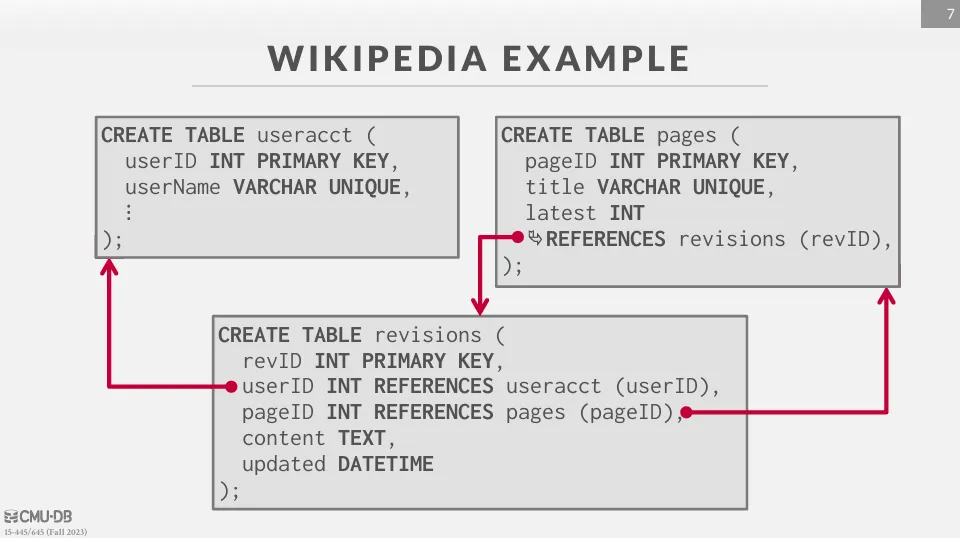 7
WIKIPEDIA EXAMPLE
CREATE TABLE useracct (
userID INT PRIMARY KEY,
userName VARCHAR UNIQUE,
⋮
);
CREATE TABLE pages (
pageID INT PRIMARY KEY,
title VARCHAR UNIQUE,
latest INT
⮑REFERENCES revisions (revID),
);
CREATE TABLE revisions (
revID INT PRIMARY KEY,
userID INT REFERENCES useracct (userID),
pageID INT REFERENCES pages (pageID),
content TEXT,
updated DATETIME
);
CMU·DB
15-445/645 (Fall 2023)